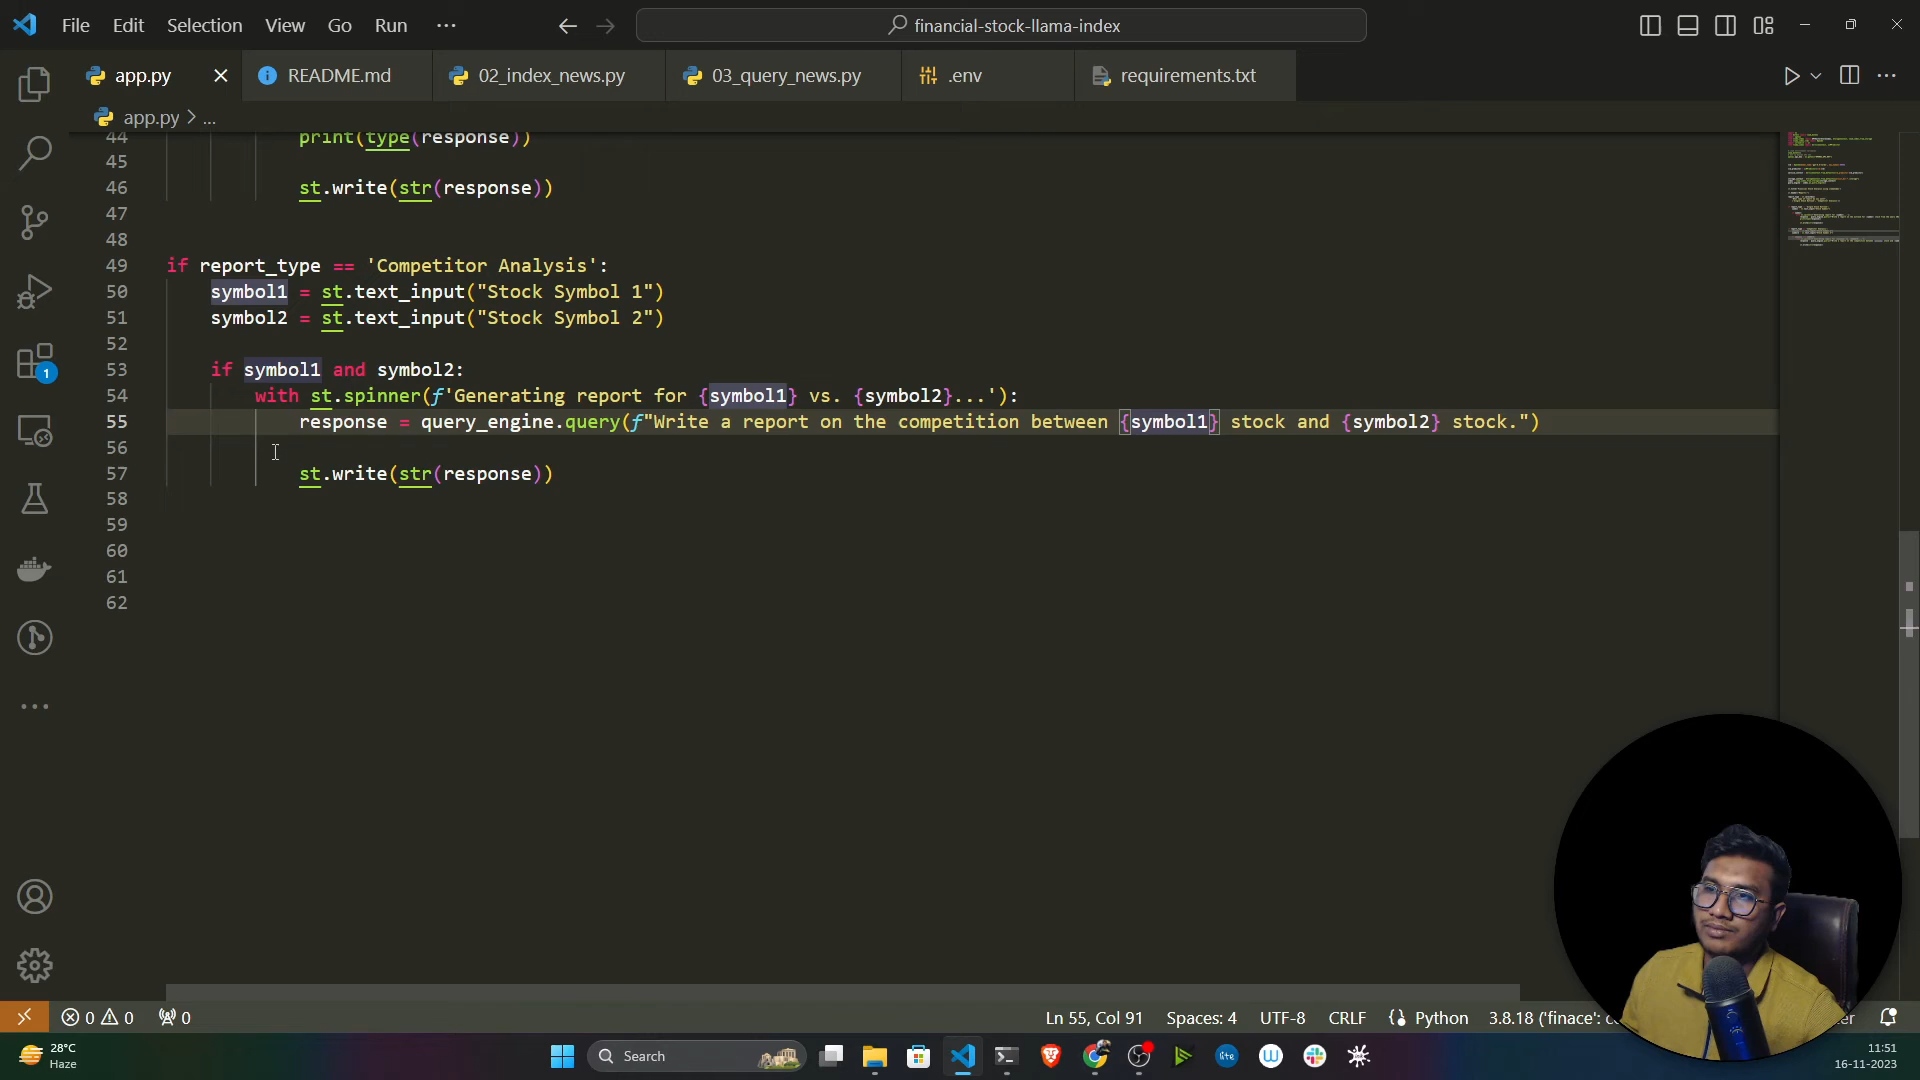 File Edit Selection View Go Run ... financial-stock-llama-index
app.py README.md 02_index_news.py 03_query_news.py .env requirements.txt
app.py > ...
44 print(type(response))
45
46 st.write(str(response))
47
48
49 if report_type == 'Competitor Analysis':
50 symbol1 = st.text_input("Stock Symbol 1")
51 symbol2 = st.text_input("Stock Symbol 2")
52
53 if symbol1 and symbol2:
54 with st.spinner(f'Generating report for {symbol1} vs. {symbol2}...'):
55 response = query_engine.query(f"Write a report on the competition between {symbol1} stock and {symbol2} stock.")
56
57 st.write(str(response))
58
59
60
61
62
1
0 0 0 Ln 55, Col 91 Spaces: 4 UTF-8 CRLF Python 3.8.18 ('finace':
28°C
Haze
Search
lite
11:51
16-11-2023